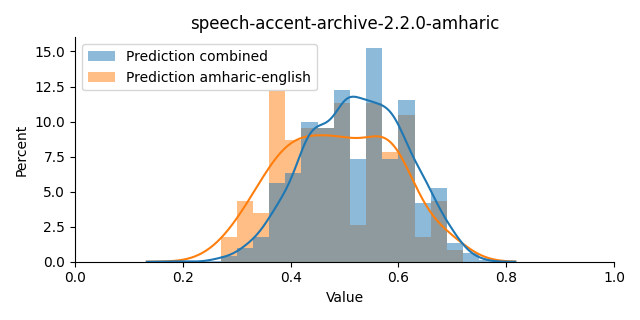 speech-accent-archive-2.2.0-amharic
Prediction combined
Prediction amharic-english
Percent
15.0
12.5
10.0
7.5
5.0
2.5
0.0
0.0 0.2 0.4 0.6 0.8 1.0
Value